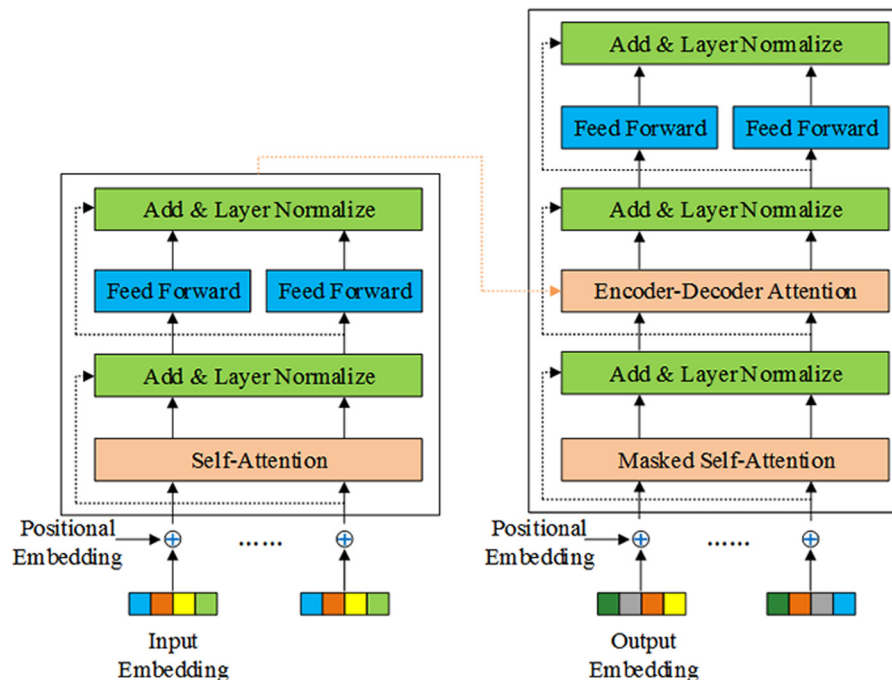 Add & Layer Normalize
Feed Forward
Feed Forward
Add & Layer Normalize
Self-Attention
Positional
Embedding
......
Input
Embedding
Add & Layer Normalize
Feed Forward
Feed Forward
Add & Layer Normalize
Encoder-Decoder Attention
Add & Layer Normalize
Masked Self-Attention
Positional
Embedding
......
Output
Embedding